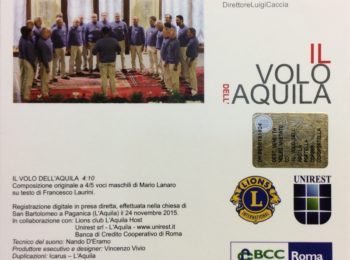 Direttore Luigi Caccia
IL
VOLO
DELL'
AQUILA
LIONS
INTERNATIONAL
UNIREST
IL VOLO DELL'AQUILA 4:10
Composizione originale a 4/5 voci maschili di Mario Lanaro
su testo di Francesco Laurini.
Registrazione digitale in presa diretta, effettuata nella chiesa di
San Bartolomeo a Paganica (L'Aquila) il 24 novembre 2015.
In collaborazione con: Lions club L'Aquila Host
Unirest srl - L'Aquila - www.unirest.it
Banca di Credito Cooperativo di Roma
Tecnico del suono: Nando D'Eramo
Produttore esecutivo e designer: Vincenzo Vivio
Duplicazioni: Icarus – L'Aquila
BCC Roma